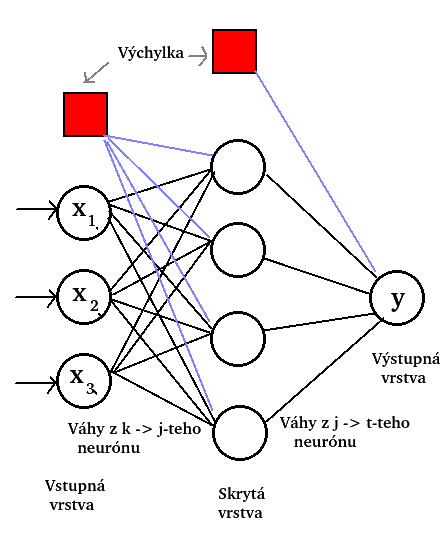 Výchylka
x1.
x2
x3
y
Výstupná
vrstva
Váhy z k -> j-teho
neurónu
Váhy z j -> t-teho
neurónu
Vstupná
vrstva
Skrytá
vrstva